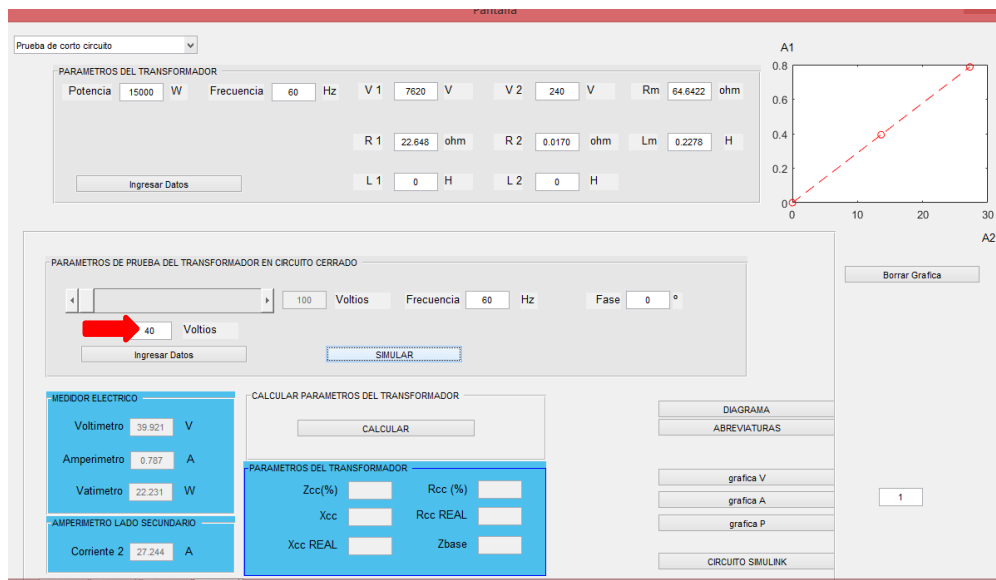 Pantalla
Prueba de corto circuito
A1
PARAMETROS DEL TRANSFORMADOR
Potencia 15000 W Frecuencia 60 Hz V 1 7620 V V 2 240 V Rm 64.6422 ohm
R 1 22.648 ohm R 2 0.0170 ohm Lm 0.2278 H
Ingresar Datos L 1 0 H L 2 0 H
0.8
0.6
0.4
0.2
0
0 10 20 30
A2
PARAMETROS DE PRUEBA DEL TRANSFORMADOR EN CIRCUITO CERRADO
100 Voltios Frecuencia 60 Hz Fase 0 º
40 Voltios
Ingresar Datos SIMULAR
Borrar Grafica
MEDIDOR ELECTRICO
Voltimetro 39.921 V
Amperimetro 0.787 A
Vatimetro 22.231 W
AMPERIMETRO LADO SECUNDARIO
Corriente 2 27.244 A
CALCULAR PARAMETROS DEL TRANSFORMADOR
CALCULAR
PARAMETROS DEL TRANSFORMADOR
Zcc(%) Rcc (%)
Xcc Rcc REAL
Xcc REAL Zbase
DIAGRAMA
ABREVIATURAS
grafica V
grafica A
grafica P
CIRCUITO SIMULINK
1